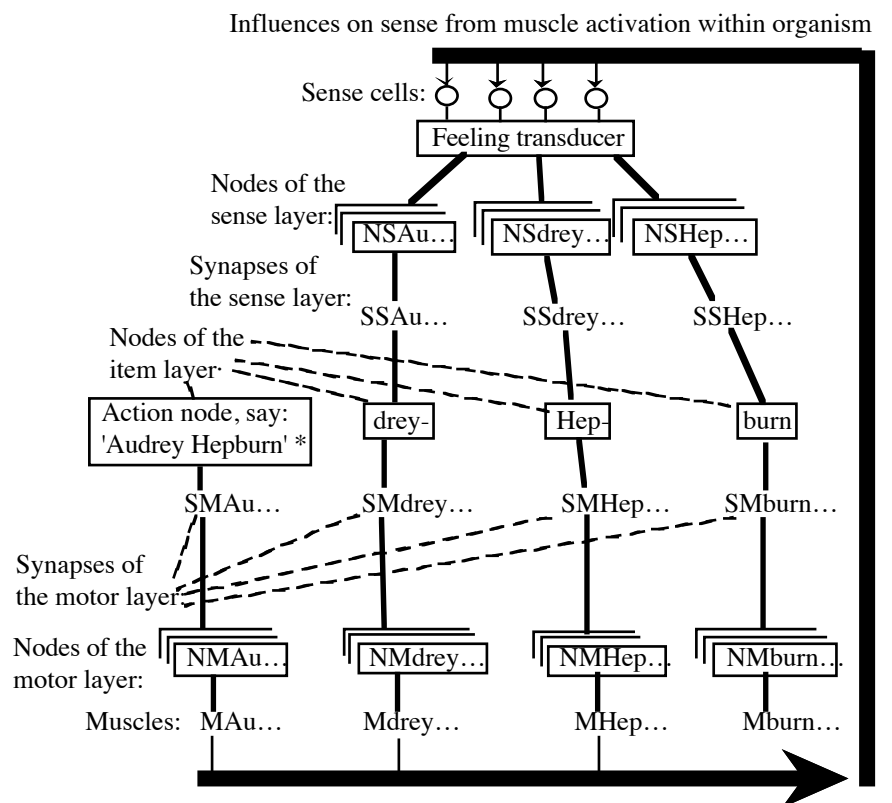 Influences on sense from muscle activation within organism
Sense cells:
Feeling transducer
Nodes of the
sense layer:
NSAu… NSdrey… NSHep…
Synapses of
the sense layer:
SSAu… SSdrey… SSHep…
Nodes of the
item layer
Action node, say:
'Audrey Hepburn' *
drey- Hep- burn
SMAu… SMdrey… SMHep… SMburn…
Synapses of
the motor layer:
Nodes of the
motor layer:
NMAu… NMdrey… NMHep… NMburn…
Muscles: MAu… Mdrey… MHep… Mburn…